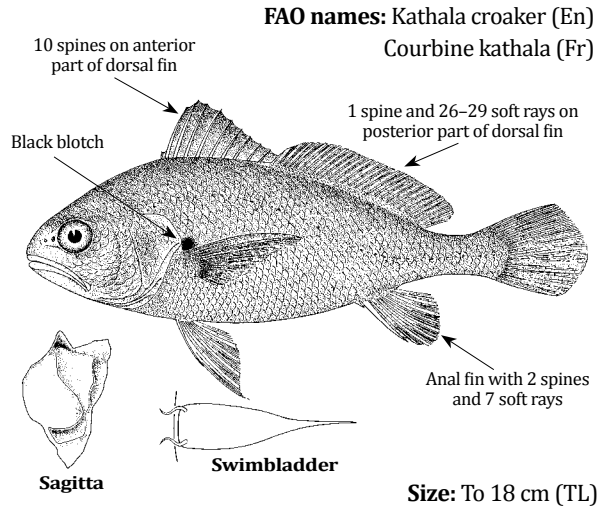 FAO names: Kathala croaker (En)
Courbine kathala (Fr)
10 spines on anterior
part of dorsal fin
1 spine and 26–29 soft rays on
posterior part of dorsal fin
Black blotch
Anal fin with 2 spines
and 7 soft rays
Swimbladder
Sagitta
Size: To 18 cm (TL)